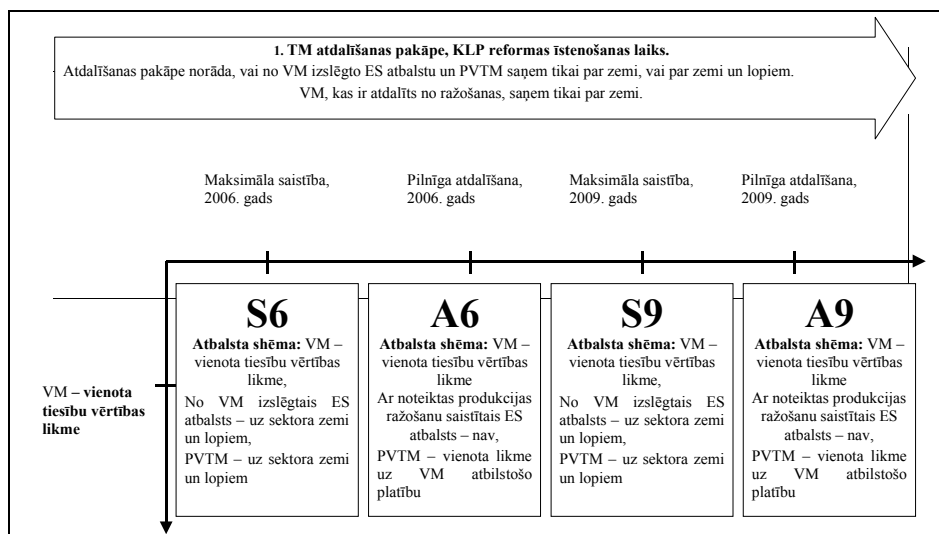 1. TM atdalīšanas pakāpe, KLP reformas īstenošanas laiks.
Atdalīšanas pakāpe norāda, vai no VM izslēgto ES atbalstu un PVTM saņem tikai par zemi, vai par zemi un lopiem.
VM, kas ir atdalīts no ražošanas, saņem tikai par zemi.
Maksimāla saistība,
2006. gads
Pilnīga atdalīšana,
2006. gads
Maksimāla saistība,
2009. gads
Pilnīga atdalīšana,
2009. gads
VM – vienota
tiesību vērtības
likme
S6
Atbalsta shēma: VM –
vienota tiesību vērtības
likme,
No VM izslēgtais ES
atbalsts – uz sektora zemi
un lopiem,
PVTM – uz sektora zemi
un lopiem
A6
Atbalsta shēma: VM –
vienota tiesību vērtības
likme
Ar noteiktas produkcijas
ražošanu saistītais ES
atbalsts – nav,
PVTM – vienota likme
uz VM atbilstošo
platību
S9
Atbalsta shēma: VM –
vienota tiesību vērtības
likme,
No VM izslēgtais ES
atbalsts – uz sektora zemi
un lopiem,
PVTM – uz sektora zemi
un lopiem
A9
Atbalsta shēma: VM –
vienota tiesību vērtības
likme
Ar noteiktas produkcijas
ražošanu saistītais ES
atbalsts – nav,
PVTM – vienota likme
uz VM atbilstošo
platību